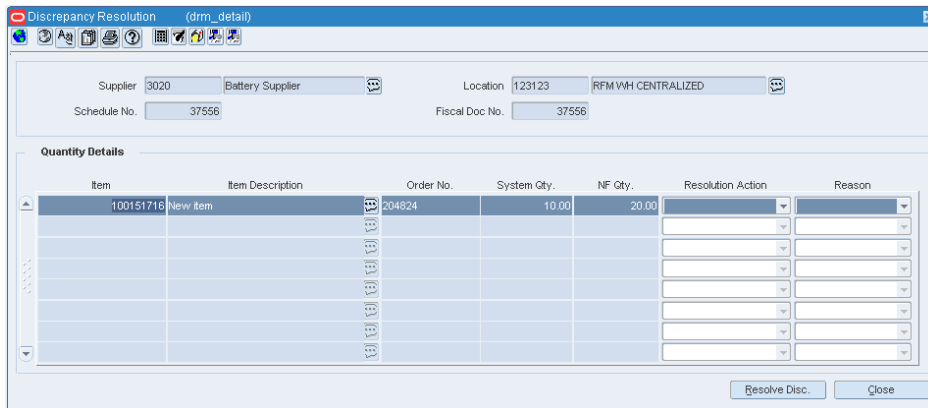 Discrepancy Resolution (drm_detail)
Supplier 3020 Battery Supplier Location 123123 RFM WH CENTRALIZED
Schedule No. 37556 Fiscal Doc No. 37556
Quantity Details
Item Item Description Order No. System Qty. NF Qty. Resolution Action Reason
100151716 New item 204824 10.00 20.00
Resolve Disc. Close